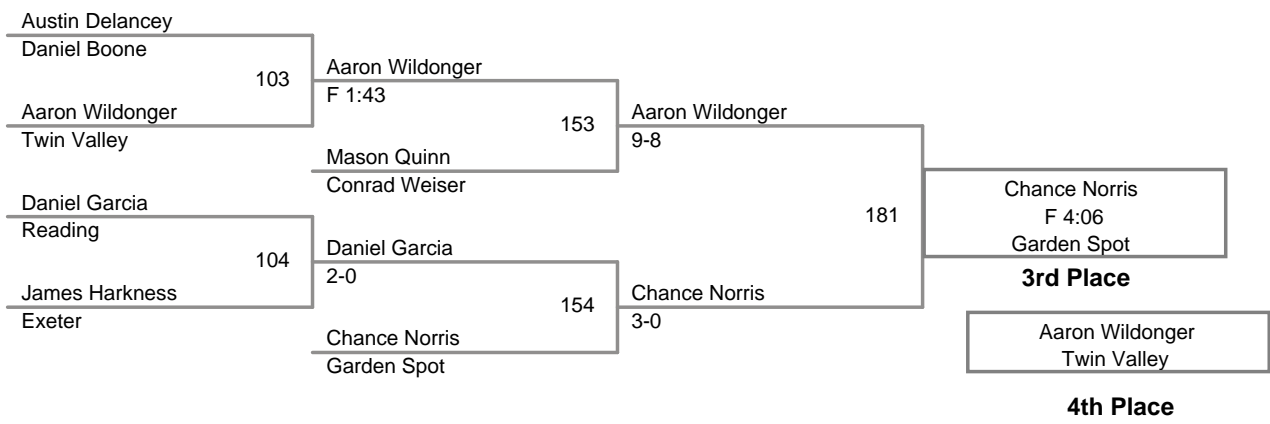 Austin Delancey
Daniel Boone
103
Aaron Wildonger
Twin Valley
Aaron Wildonger
F 1:43
153
Mason Quinn
Conrad Weiser
Aaron Wildonger
9-8
Daniel Garcia
Reading
104
James Harkness
Exeter
Daniel Garcia
2-0
154
Chance Norris
Garden Spot
Chance Norris
3-0
181
Chance Norris
F 4:06
Garden Spot
3rd Place
Aaron Wildonger
Twin Valley
4th Place